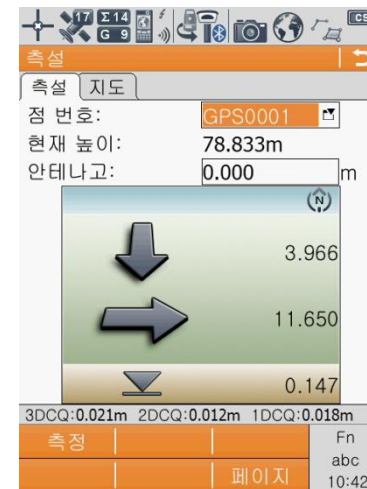 17 Σ14
G 9
CS
측설
측설 지도
점 번호: GPS0001
현재 높이: 78.833m
안테나고: 0.000 m
N
3.966
11.650
0.147
3DCQ:0.021m 2DCQ:0.012m 1DCQ:0.018m
측정 Fn
abc
페이지 10:42